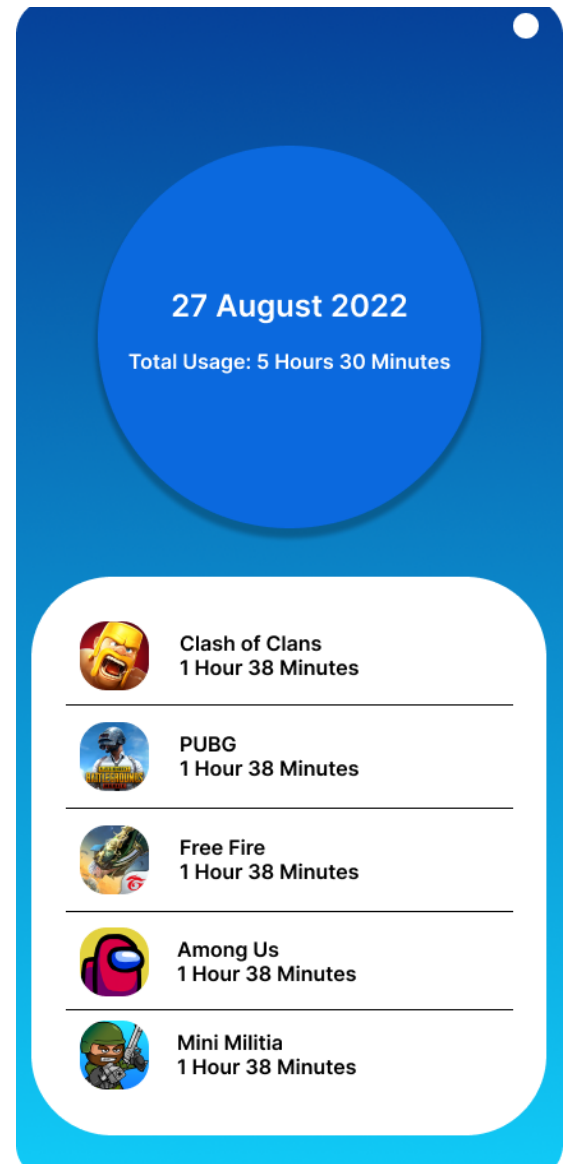 27 August 2022
Total Usage: 5 Hours 30 Minutes
Clash of Clans
1 Hour 38 Minutes
PUBG
1 Hour 38 Minutes
BATTLEGROUNDS
Free Fire
1 Hour 38 Minutes
Among Us
1 Hour 38 Minutes
Mini Militia
1 Hour 38 Minutes